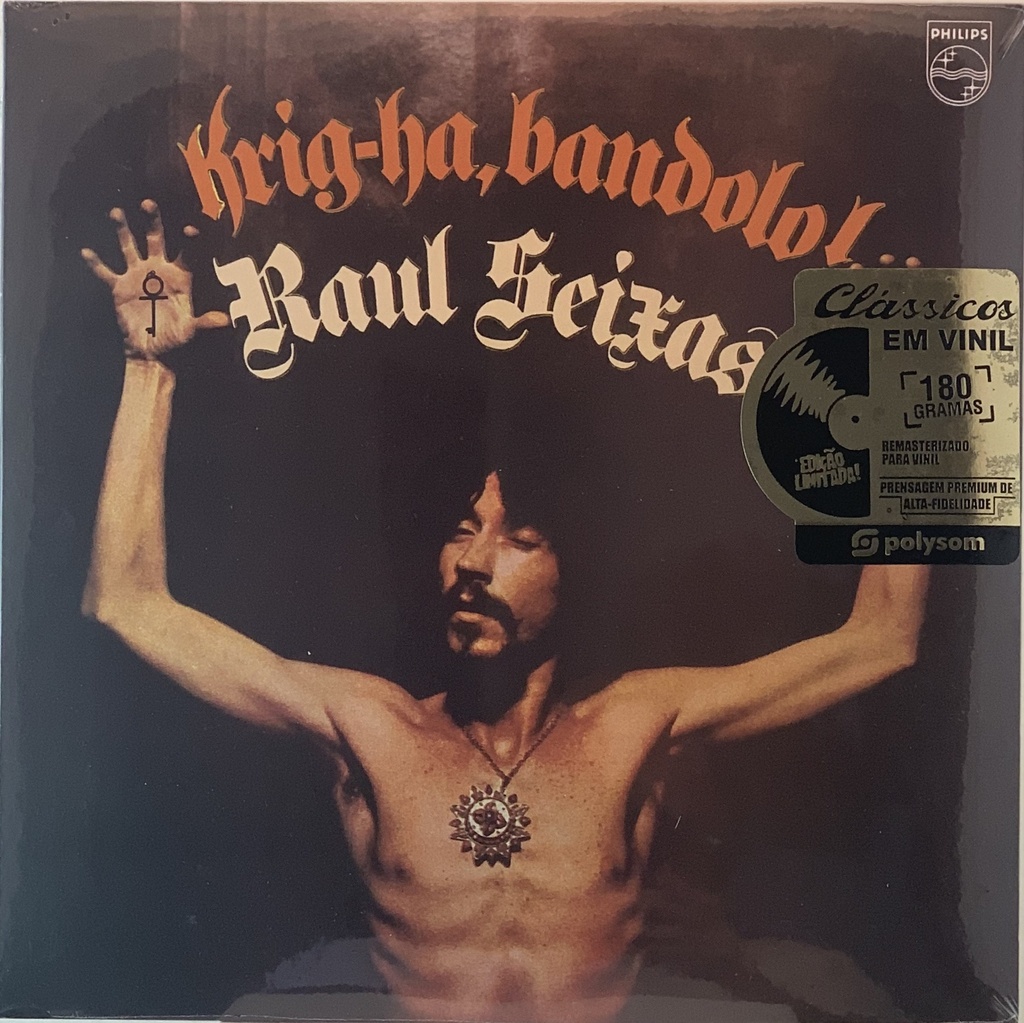 PHILIPS
Krig-ha, bandolo!...
Raul Seixas
Clássicos
EM VINIL
180
GRAMAS
REMASTERIZADO
PARA VINIL
EDIÇÃO
LIMITADA!
PRENSAGEM PREMIUM DE
ALTA-FIDELIDADE
polysom